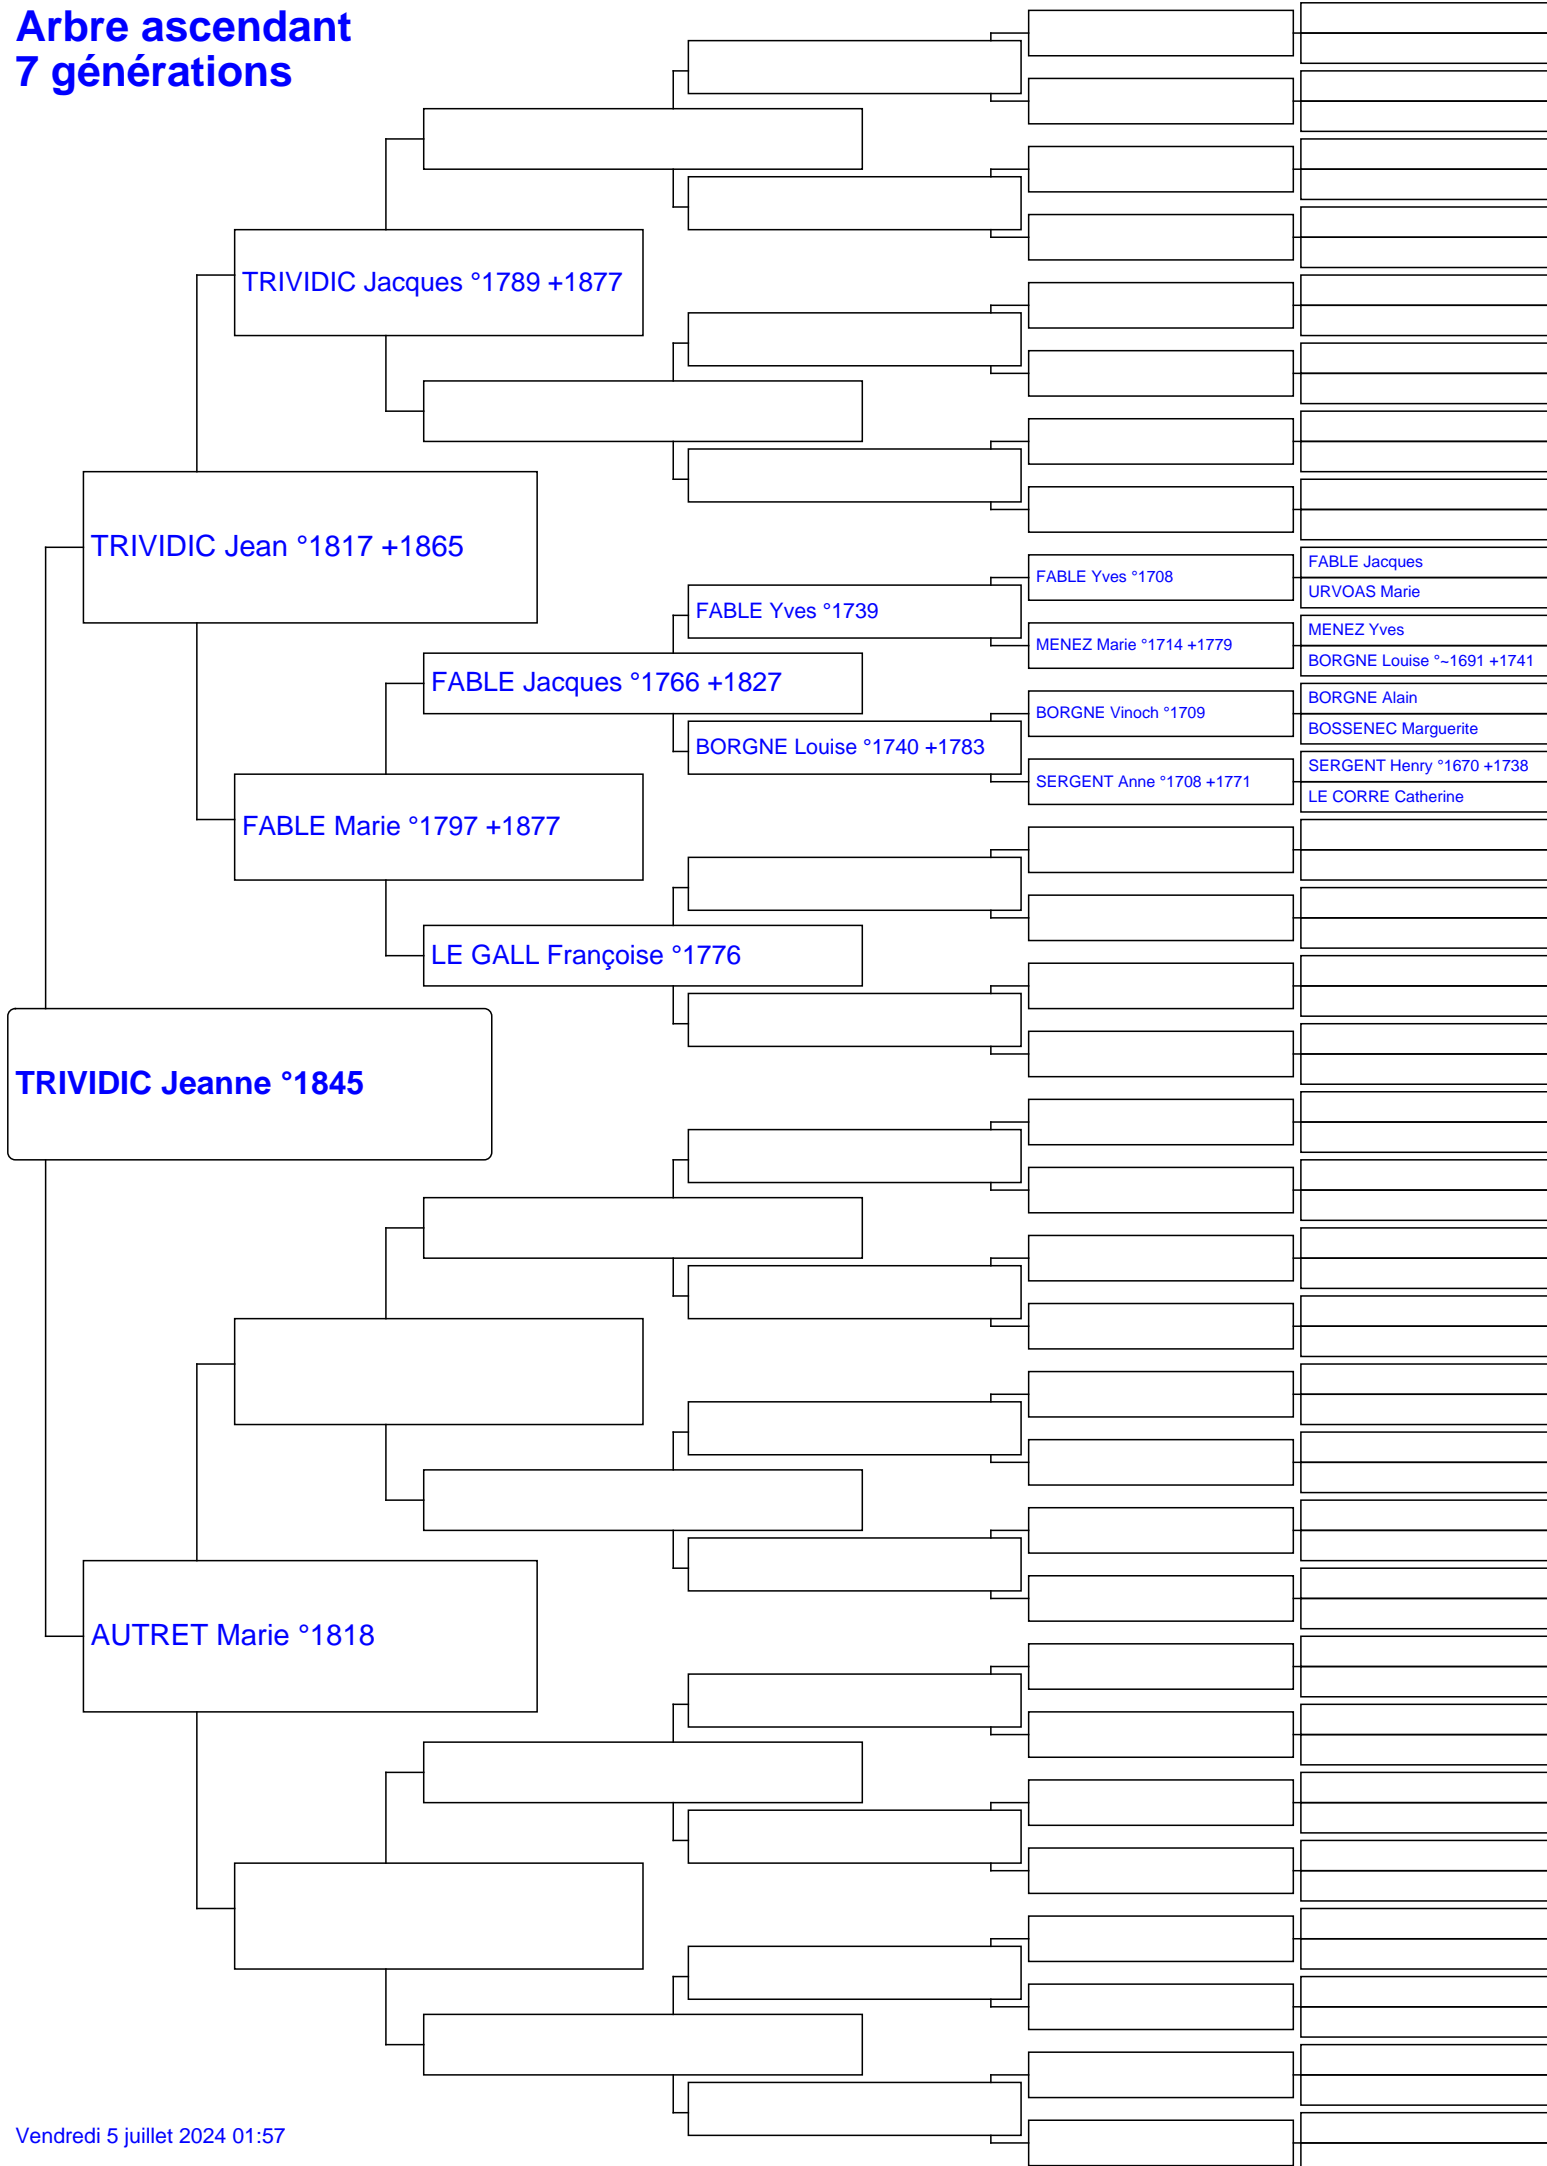 Arbre ascendant
7 générations
TRIVIDIC Jacques °1789 +1877
TRIVIDIC Jean °1817 +1865
FABLE Jacques
FABLE Yves °1708
URVOAS Marie
FABLE Yves °1739
MENEZ Yves
MENEZ Marie °1714 +1779
BORGNE Louise °~1691 +1741
FABLE Jacques °1766 +1827
BORGNE Alain
BORGNE Vinoch °1709
BOSSENEC Marguerite
BORGNE Louise °1740 +1783
SERGENT Henry °1670 +1738
SERGENT Anne °1708 +1771
LE CORRE Catherine
FABLE Marie °1797 +1877
LE GALL Françoise °1776
TRIVIDIC Jeanne °1845
AUTRET Marie °1818
Vendredi 5 juillet 2024 01:57